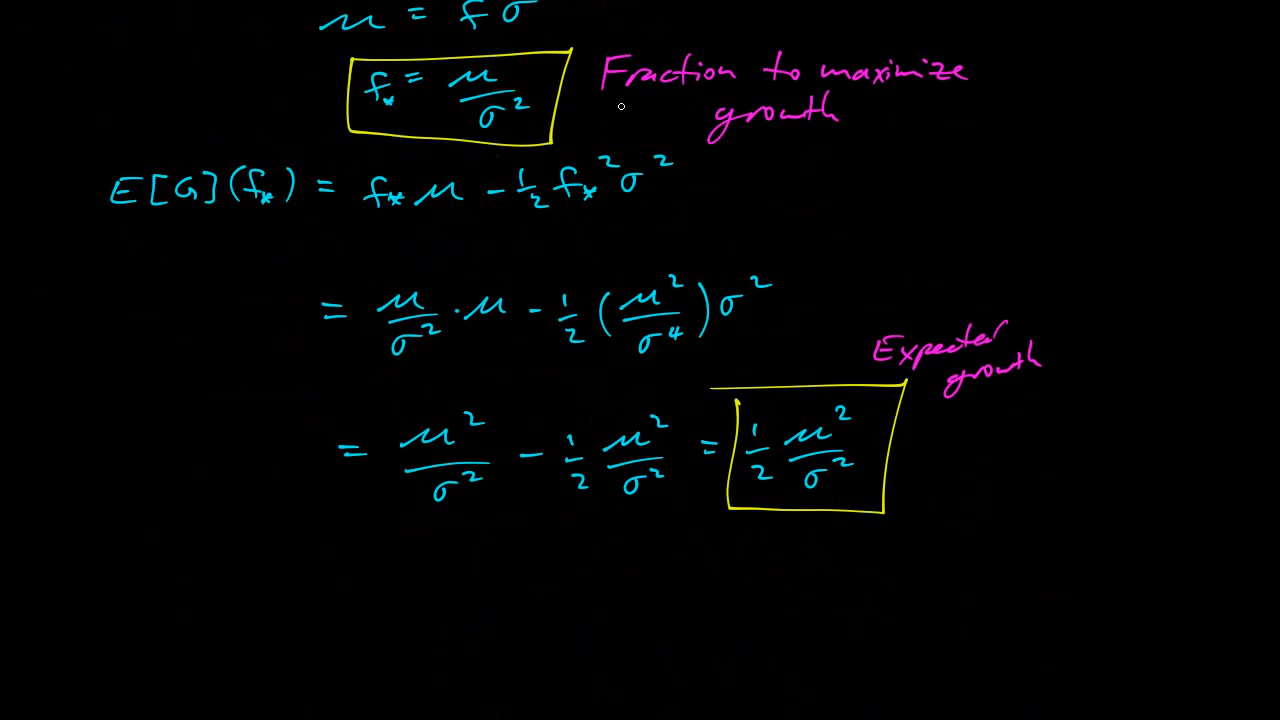 μ = fσ
f* = μ/σ² Fraction to maximize
growth
E[G](f*) = f*μ - ½ f*²σ²
= μ/σ² · μ - ½ (μ²/σ⁴) σ²
Expected
growth
= μ²/σ² - ½ μ²/σ² = ½ μ²/σ²